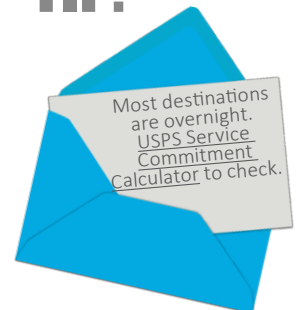 Most destinations
are overnight.
USPS Service
Commitment
Calculator to check.